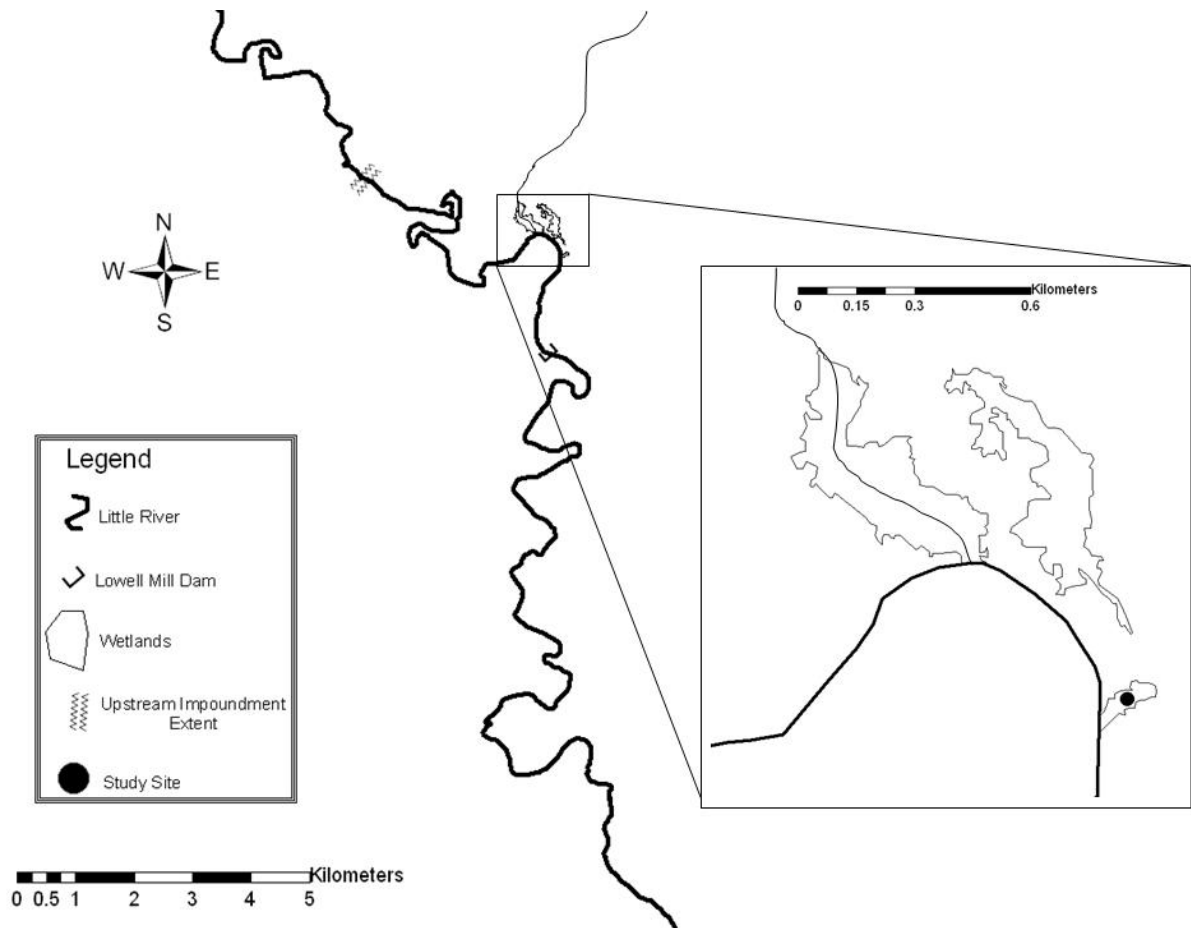 N
W E
S
Kilometers
0 0.15 0.3 0.6
Legend
Little River
Lowell Mill Dam
Wetlands
Upstream Impoundment
Extent
Study Site
Kilometers
0 0.5 1 2 3 4 5